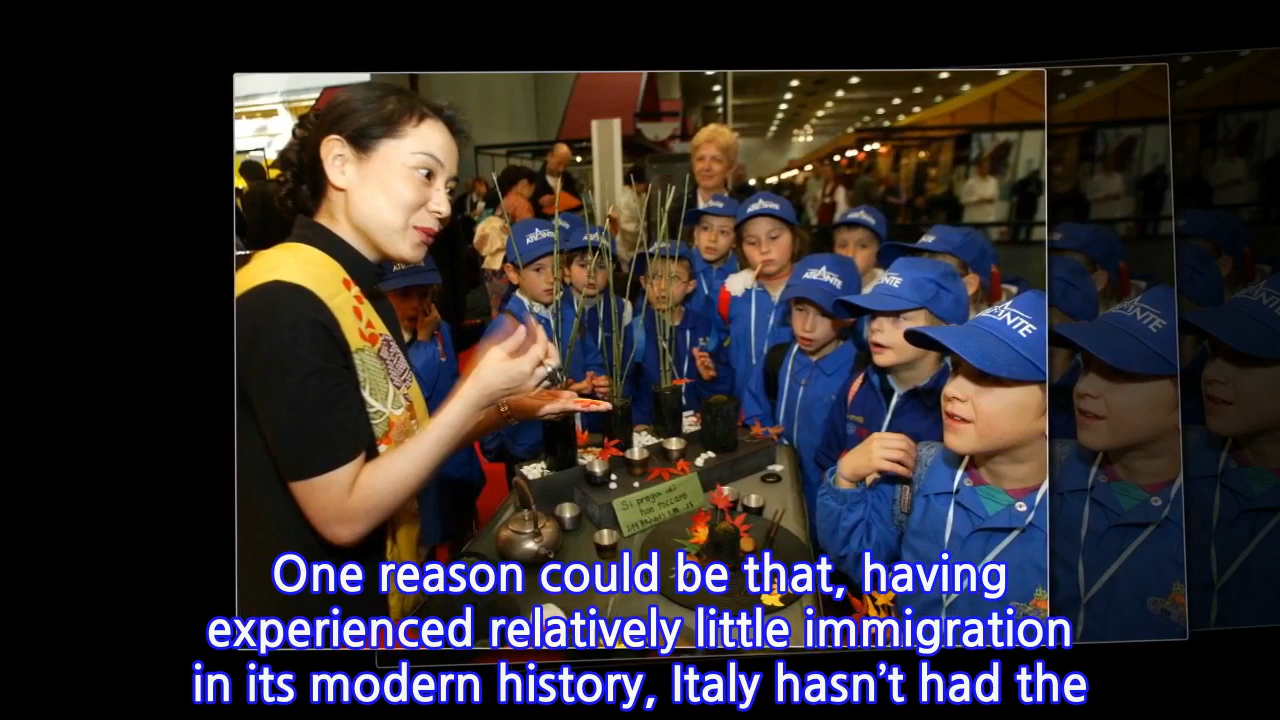 ATLANTE
ATLANTE
ATLANTE
ATLANTE
ATLANTE
Si prega di
non toccare
One reason could be that, having
experienced relatively little immigration
in its modern history, Italy hasn’t had the